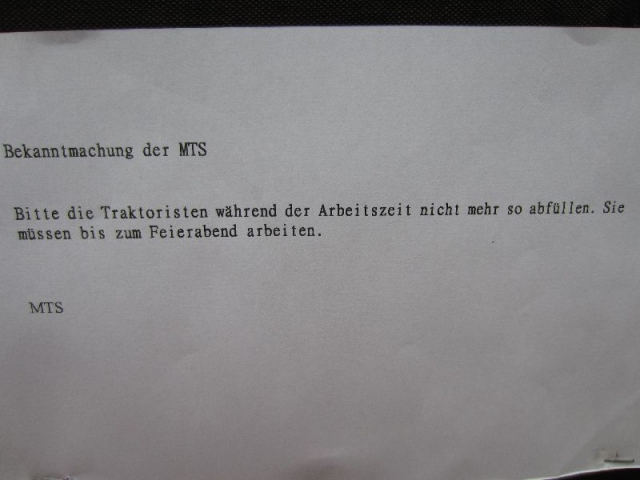 Bekanntmachung der MTS
Bitte die Traktoristen während der Arbeitszeit nicht mehr so abfüllen. Sie
müssen bis zum Feierabend arbeiten.
MTS